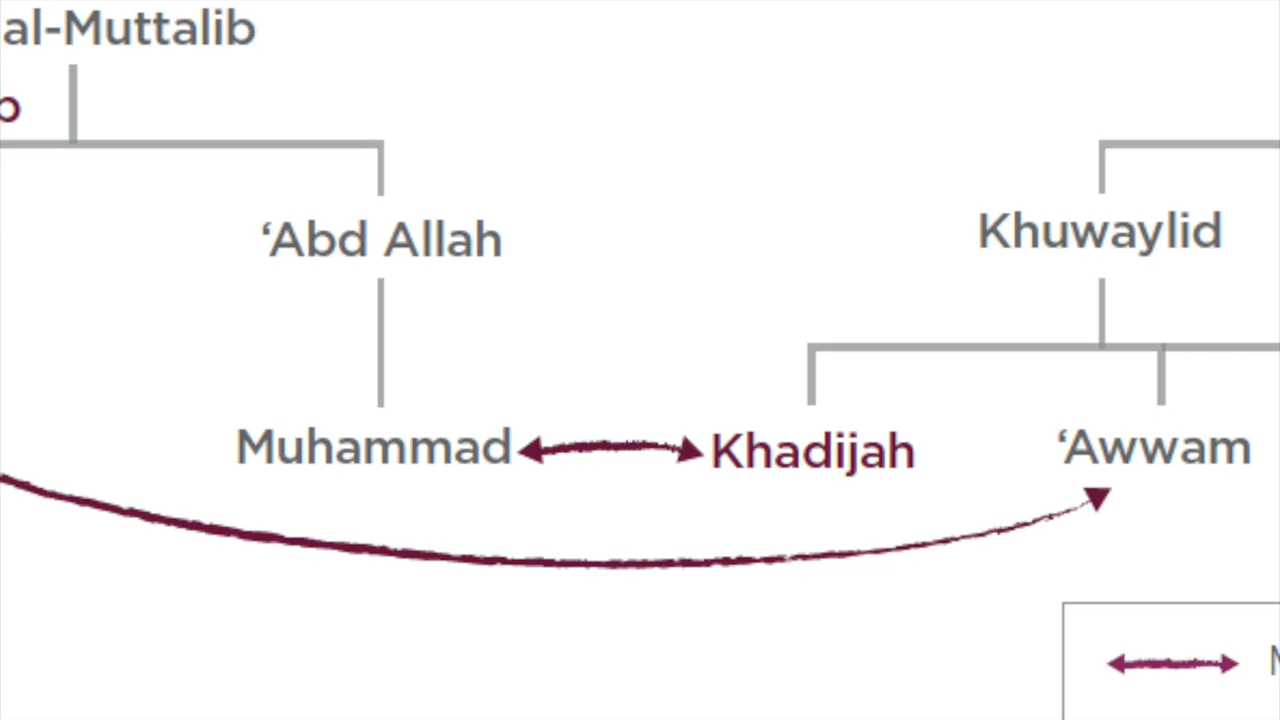 al-Muttalib
‘Abd Allah
Khuwaylid
Muhammad
Khadijah
‘Awwam